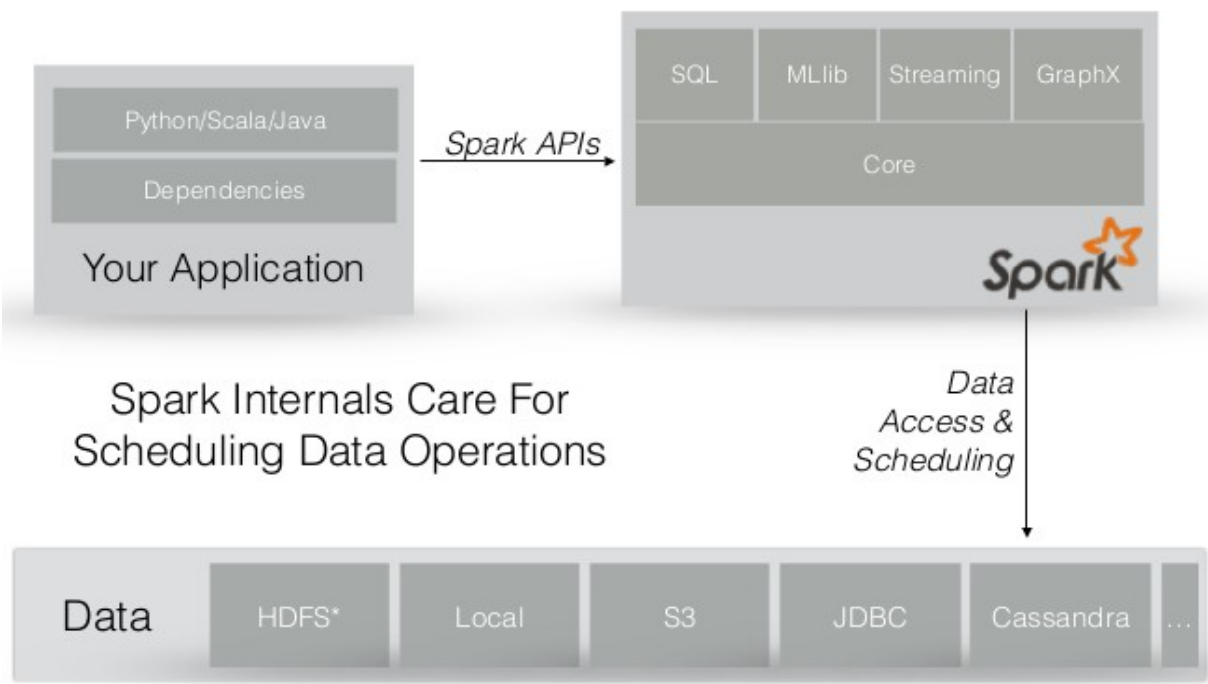 Python/Scala/Java
Dependencies
Your Application
Spark APIs
SQL
MLlib
Streaming
GraphX
Core
Spark
Spark Internals Care For
Scheduling Data Operations
Data
Access &
Scheduling
Data
HDFS*
Local
S3
JDBC
Cassandra
...